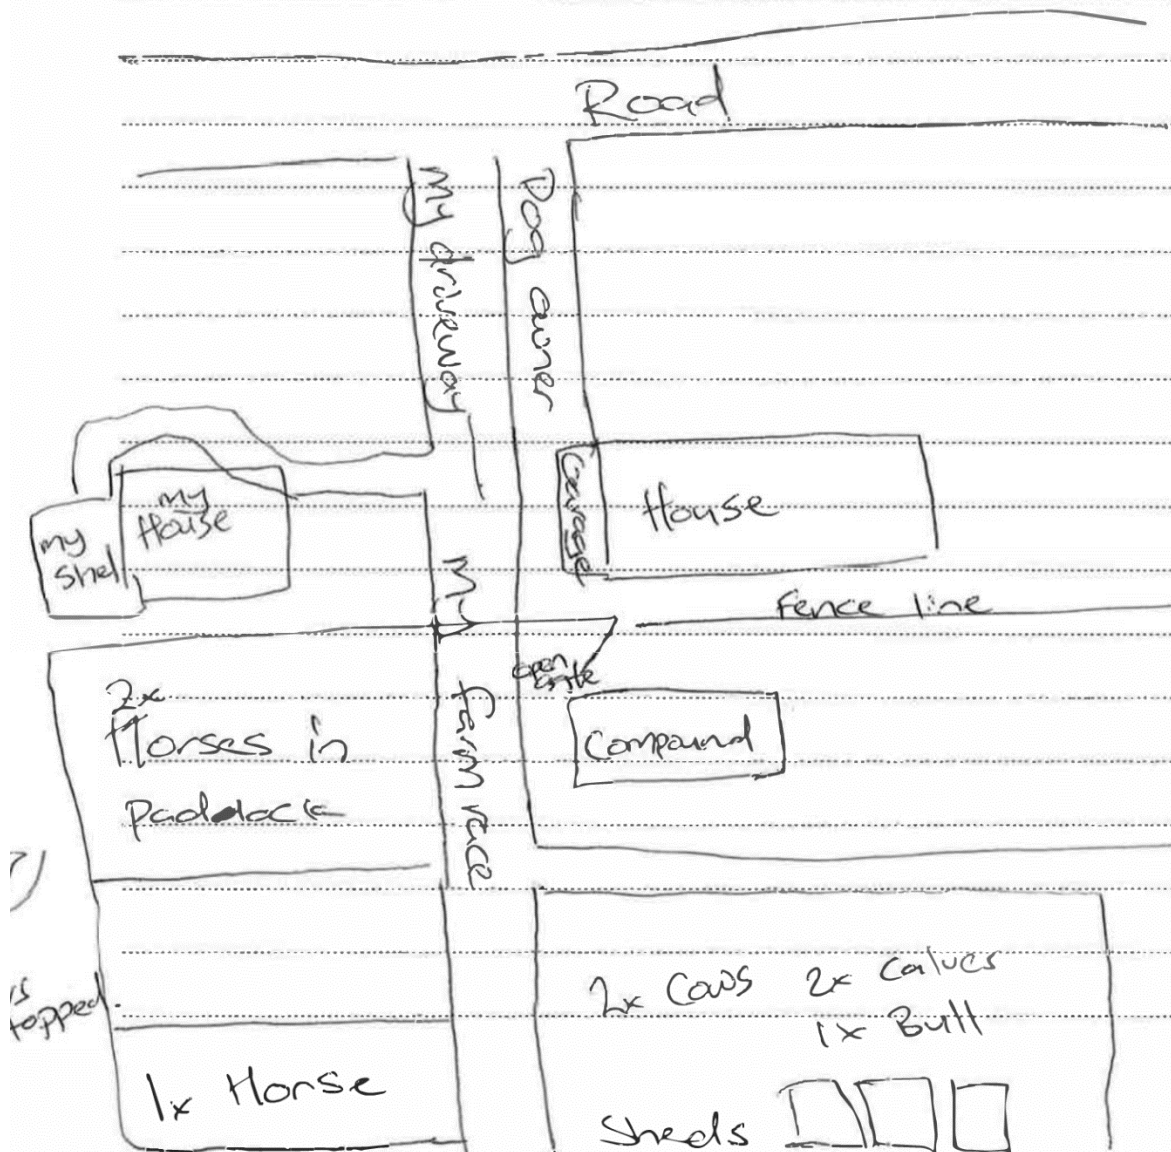 Road
My driveway
Dog owner
my
House
my
shed
Garage
House
Fence line
My farm race
open
gate
2x
Horses in
paddock
Compound
topped.
2x Cows 2x Calves
1x Bull
1x Horse
Sheds